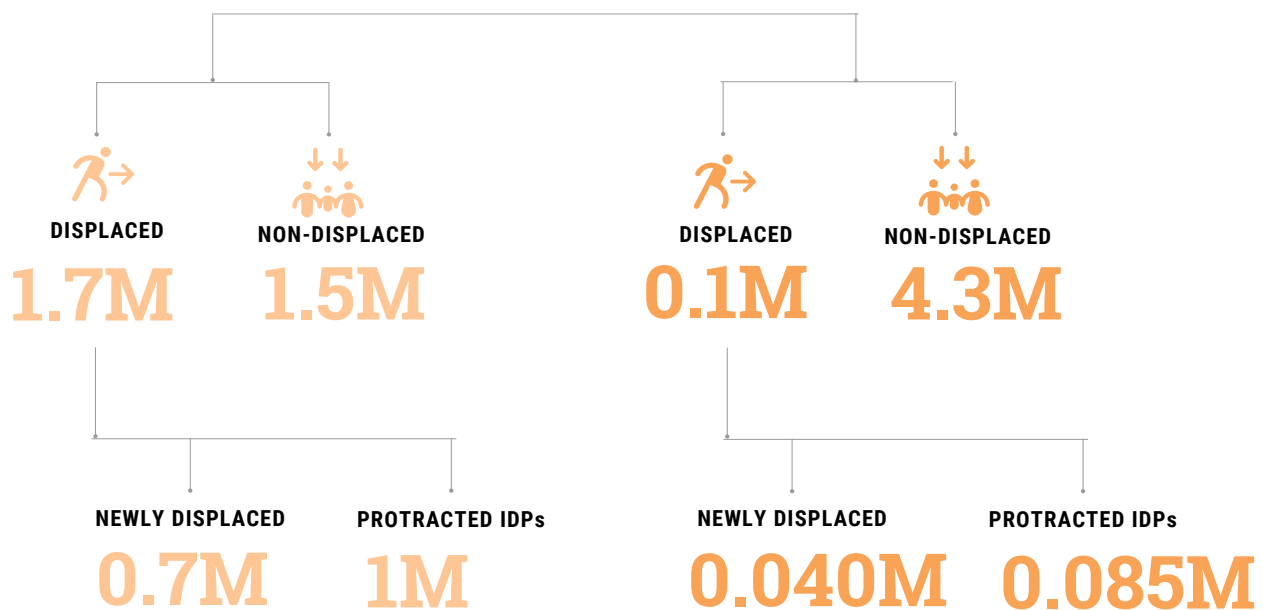 DISPLACED
NON-DISPLACED
1.7M
1.5M
DISPLACED
NON-DISPLACED
0.1M
4.3M
NEWLY DISPLACED
PROTRACTED IDPs
0.7M
1M
NEWLY DISPLACED
PROTRACTED IDPs
0.040M
0.085M